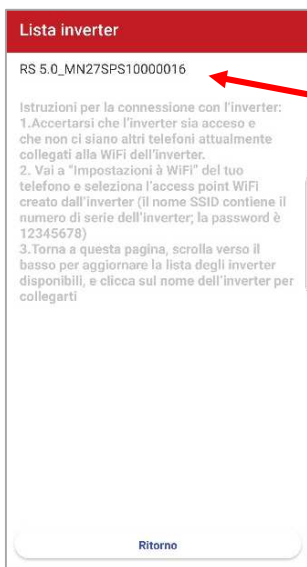 Lista inverter
RS 5.0_MN27SPS10000016
Istruzioni per la connessione con l'inverter:
1.Accertarsi che l'inverter sia acceso e
che non ci siano altri telefoni attualmente
collegati alla WiFi dell'inverter.
2. Vai a "Impostazioni à WiFi" del tuo
telefono e seleziona l'access point WiFi
creato dall'inverter (il nome SSID contiene il
numero di serie dell'inverter; la password è
12345678)
3.Torna a questa pagina, scrolla verso il
basso per aggiornare la lista degli inverter
disponibili, e clicca sul nome dell'inverter per
collegarti
Ritorno